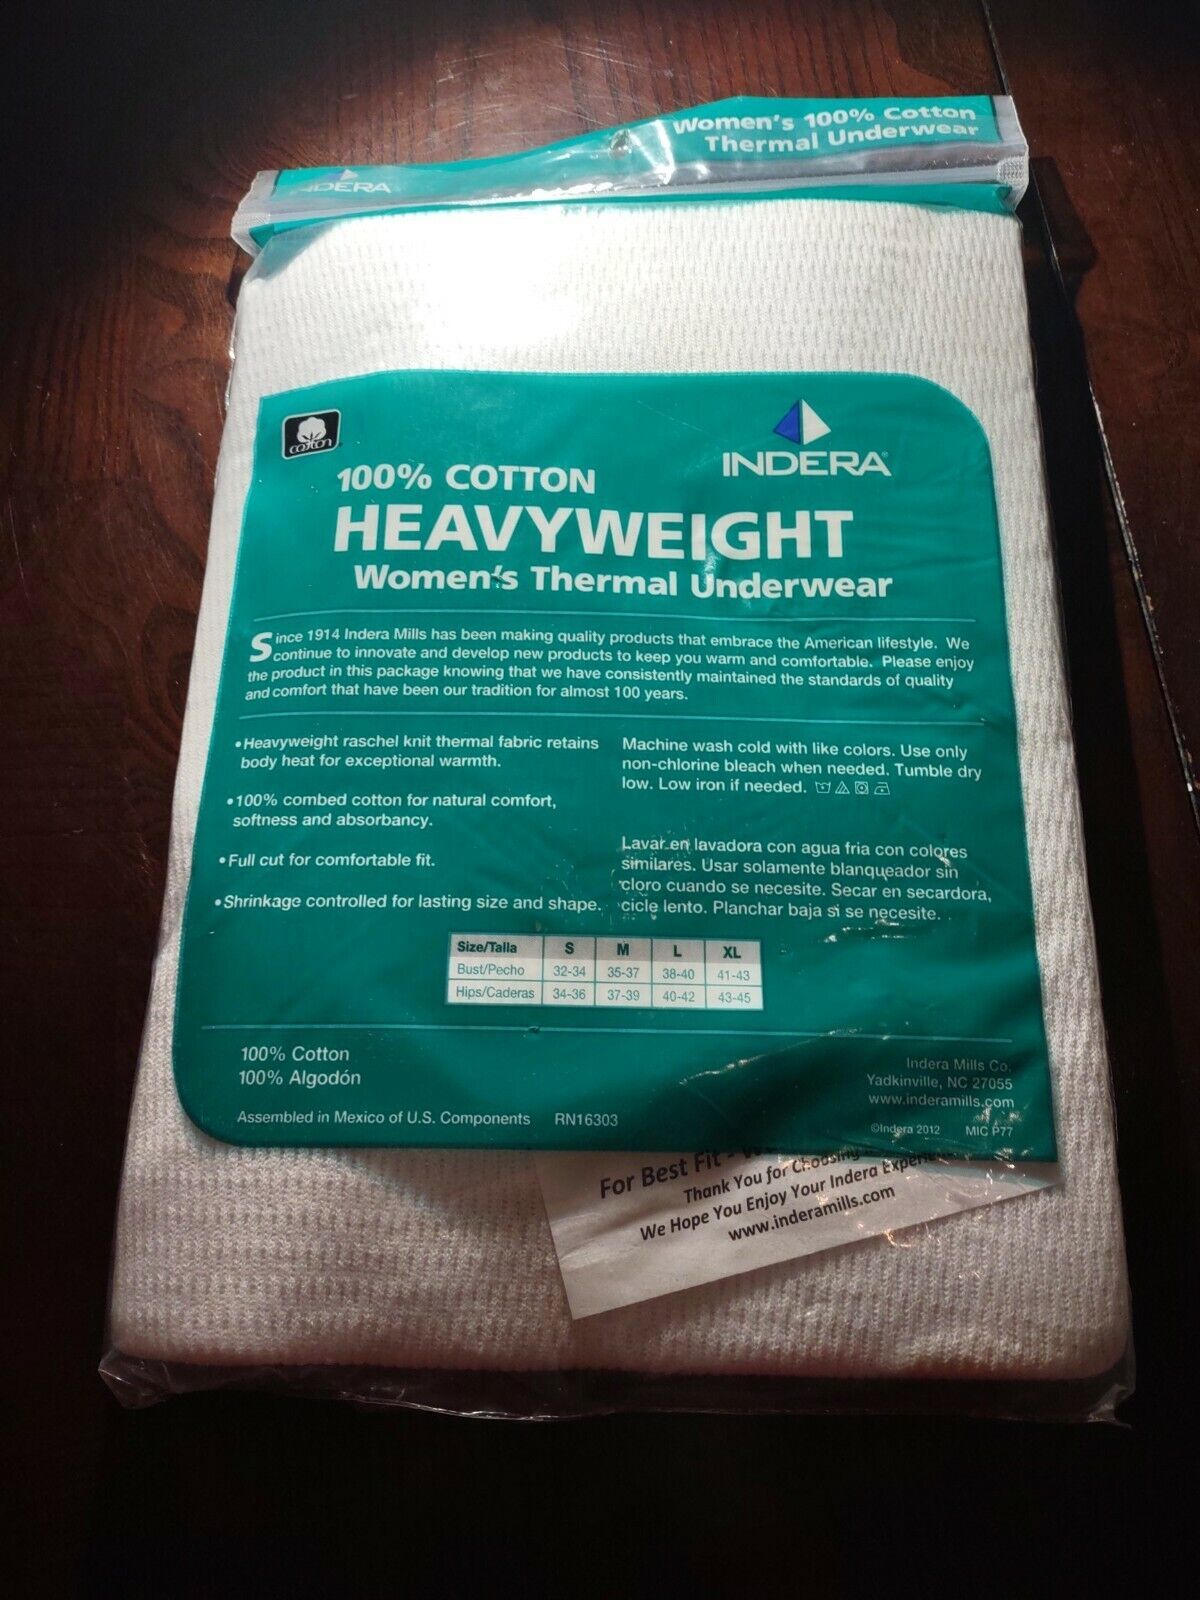 Women's 100% Cotton
Thermal Underwear
INDERA
cotton
INDERA®
100% COTTON
HEAVYWEIGHT
Women's Thermal Underwear
Since 1914 Indera Mills has been making quality products that embrace the American lifestyle. We
continue to innovate and develop new products to keep you warm and comfortable. Please enjoy
the product in this package knowing that we have consistently maintained the standards of quality
and comfort that have been our tradition for almost 100 years.
•Heavyweight raschel knit thermal fabric retains
body heat for exceptional warmth.
•100% combed cotton for natural comfort,
softness and absorbancy.
•Full cut for comfortable fit.
•Shrinkage controlled for lasting size and shape.
Machine wash cold with like colors. Use only
non-chlorine bleach when needed. Tumble dry
low. Low iron if needed.
Lavar en lavadora con agua fria con colores
similares. Usar solamente blanqueador sin
cloro cuando se necesite. Secar en secardora,
cicle lento. Planchar baja si se necesite.
Size/Talla S M L XL
Bust/Pecho 32-34 35-37 38-40 41-43
Hips/Caderas 34-36 37-39 40-42 43-45
100% Cotton
100% Algodón
Assembled in Mexico of U.S. Components RN16303
Indera Mills Co.
Yadkinville, NC 27055
www.inderamills.com
©Indera 2012 MIC P77
For Best Fit -
Thank You for Choosing
We Hope You Enjoy Your Indera
www.inderamills.com